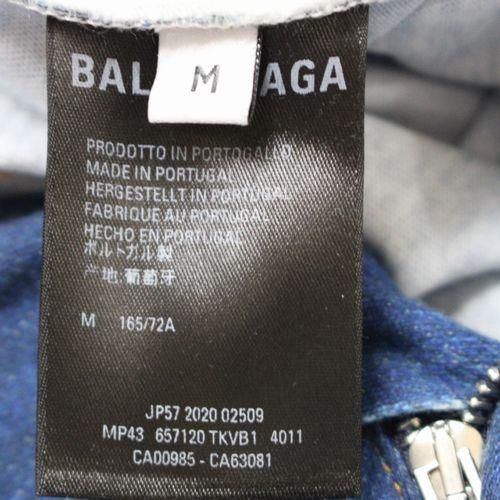 M
BAL AGA
PRODOTTO IN PORTOGALLO
MADE IN PORTUGAL
HERGESTELLT IN PORTUGAL
FABRIQUE AU PORTUGAL
HECHO EN PORTUGAL
ポルトガル製
产地:葡萄牙
M 165/72A
JP57 2020 02509
MP43 657120 TKVB1 4011
CA00985 - CA63081